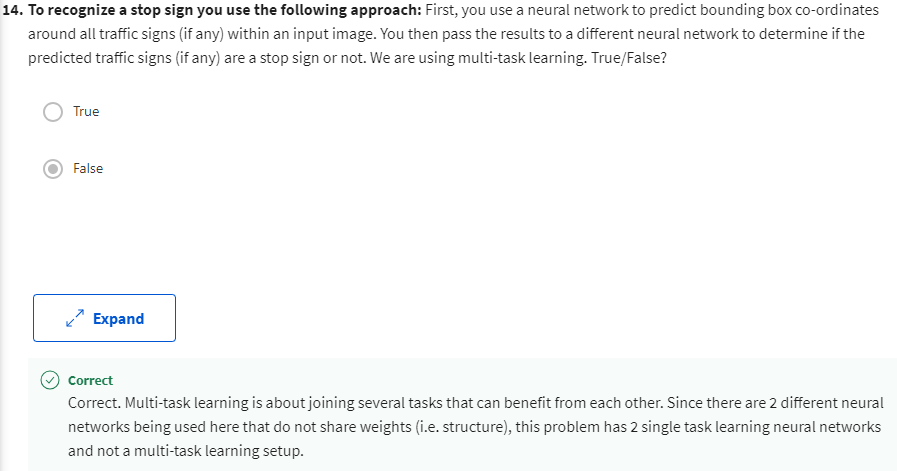 14. To recognize a stop sign you use the following approach: First, you use a neural network to predict bounding box co-ordinates
around all traffic signs (if any) within an input image. You then pass the results to a different neural network to determine if the
predicted traffic signs (if any) are a stop sign or not. We are using multi-task learning. True/False?
True
False
Expand
Correct
Correct. Multi-task learning is about joining several tasks that can benefit from each other. Since there are 2 different neural
networks being used here that do not share weights (i.e. structure), this problem has 2 single task learning neural networks
and not a multi-task learning setup.